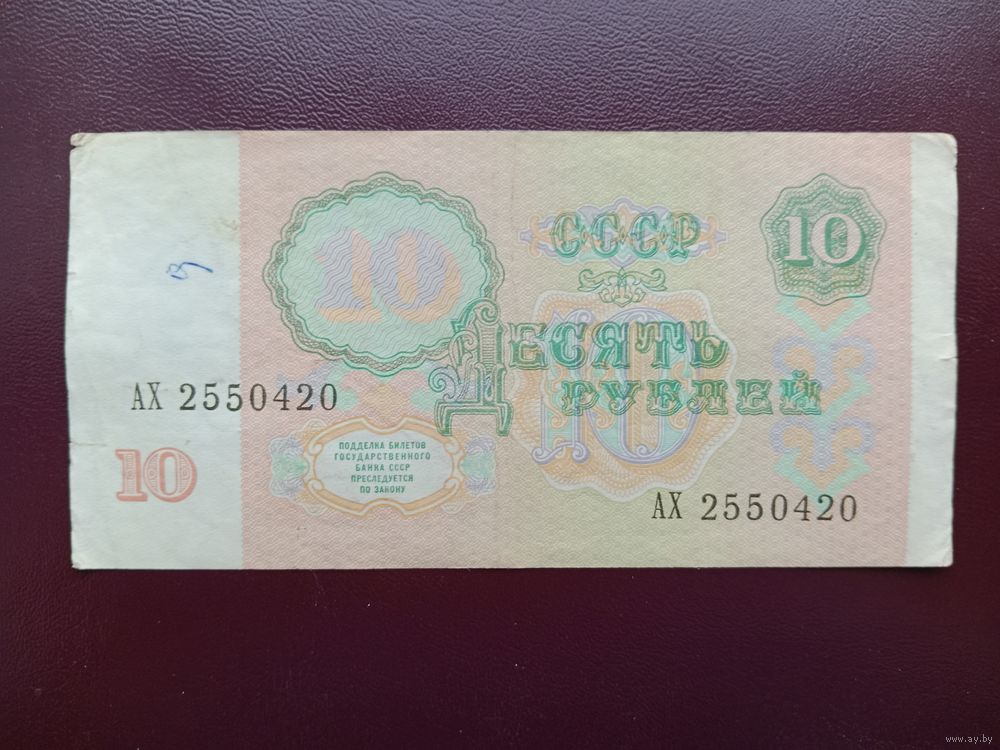 10
СССР
10
10
ДЕСЯТЬ
РУБЛЕЙ
АХ 2550420
ПОДДЕЛКА БИЛЕТОВ
ГОСУДАРСТВЕННОГО
БАНКА СССР
ПРЕСЛЕДУЕТСЯ
ПО ЗАКОНУ
10
АХ 2550420
www.ay.by